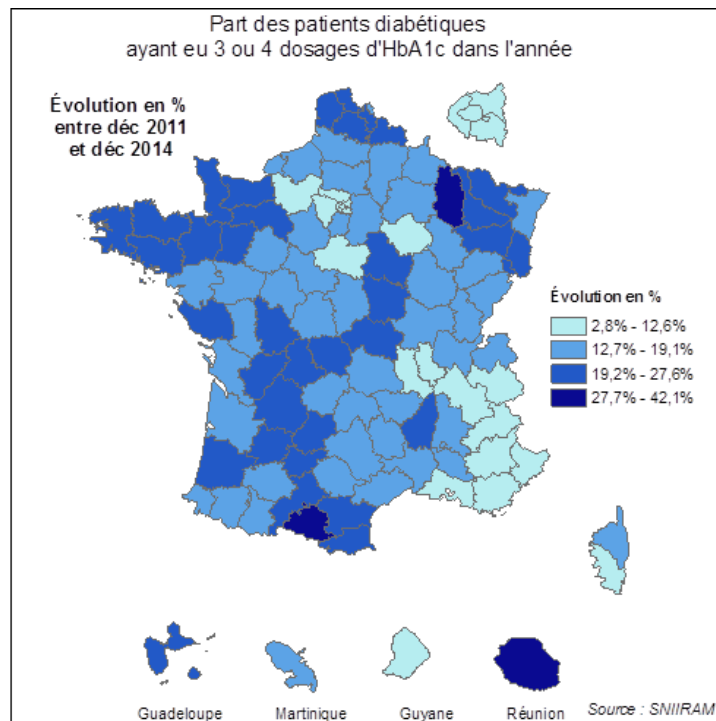 Part des patients diabétiques
ayant eu 3 ou 4 dosages d'HbA1c dans l'année
Évolution en %
entre déc 2011
et déc 2014
Évolution en %
2,8% - 12,6%
12,7% - 19,1%
19,2% - 27,6%
27,7% - 42,1%
Guadeloupe
Martinique
Guyane
Réunion
Source : SNIIRAM